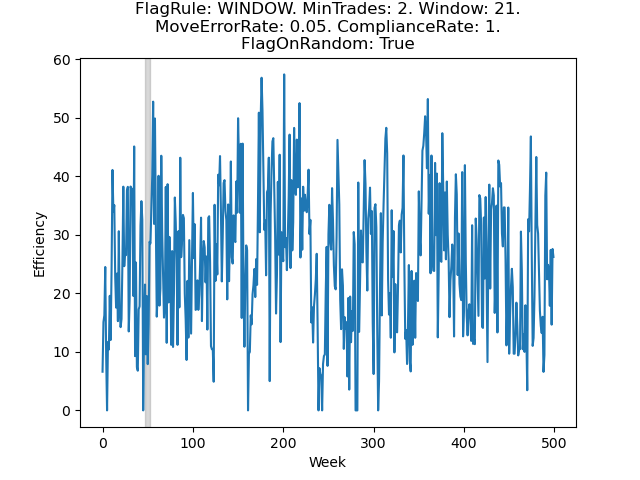 FlagRule: WINDOW. MinTrades: 2. Window: 21.
MoveErrorRate: 0.05. ComplianceRate: 1.
FlagOnRandom: True
60
50
40
30
20
10
0
Efficiency
0 100 200 300 400 500
Week